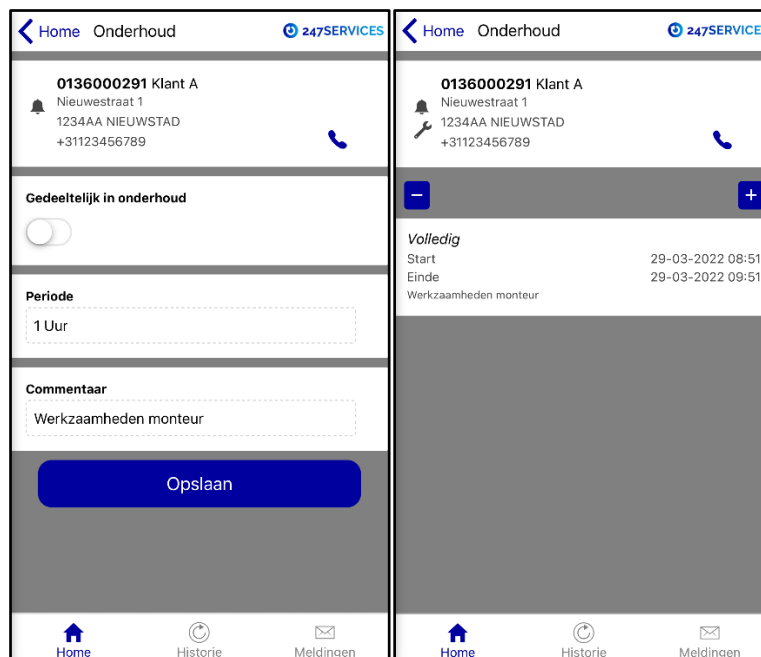 Home Onderhoud 247SERVICES
0136000291 Klant A
Nieuwestraat 1
1234AA NIEUWSTAD
+31123456789
Gedeeltelijk in onderhoud
Periode
1 Uur
Commentaar
Werkzaamheden monteur
Opslaan
Home Historie Meldingen
Home Onderhoud 247SERVICE
0136000291 Klant A
Nieuwestraat 1
1234AA NIEUWSTAD
+31123456789
− +
Volledig
Start 29-03-2022 08:51
Einde 29-03-2022 09:51
Werkzaamheden monteur
Home Historie Meldingen